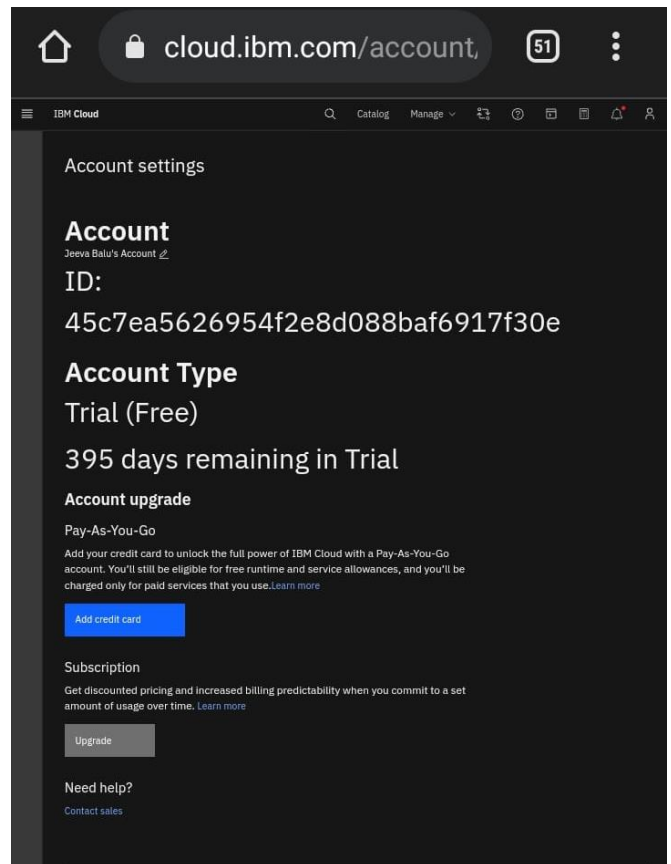 cloud.ibm.com/account,
51
IBM Cloud
Catalog
Manage
Account settings
Account
Jeeva Balu's Account
ID:
45c7ea5626954f2e8d088baf6917f30e
Account Type
Trial (Free)
395 days remaining in Trial
Account upgrade
Pay-As-You-Go
Add your credit card to unlock the full power of IBM Cloud with a Pay-As-You-Go
account. You'll still be eligible for free runtime and service allowances, and you'll be
charged only for paid services that you use.Learn more
Add credit card
Subscription
Get discounted pricing and increased billing predictability when you commit to a set
amount of usage over time. Learn more
Upgrade
Need help?
Contact sales